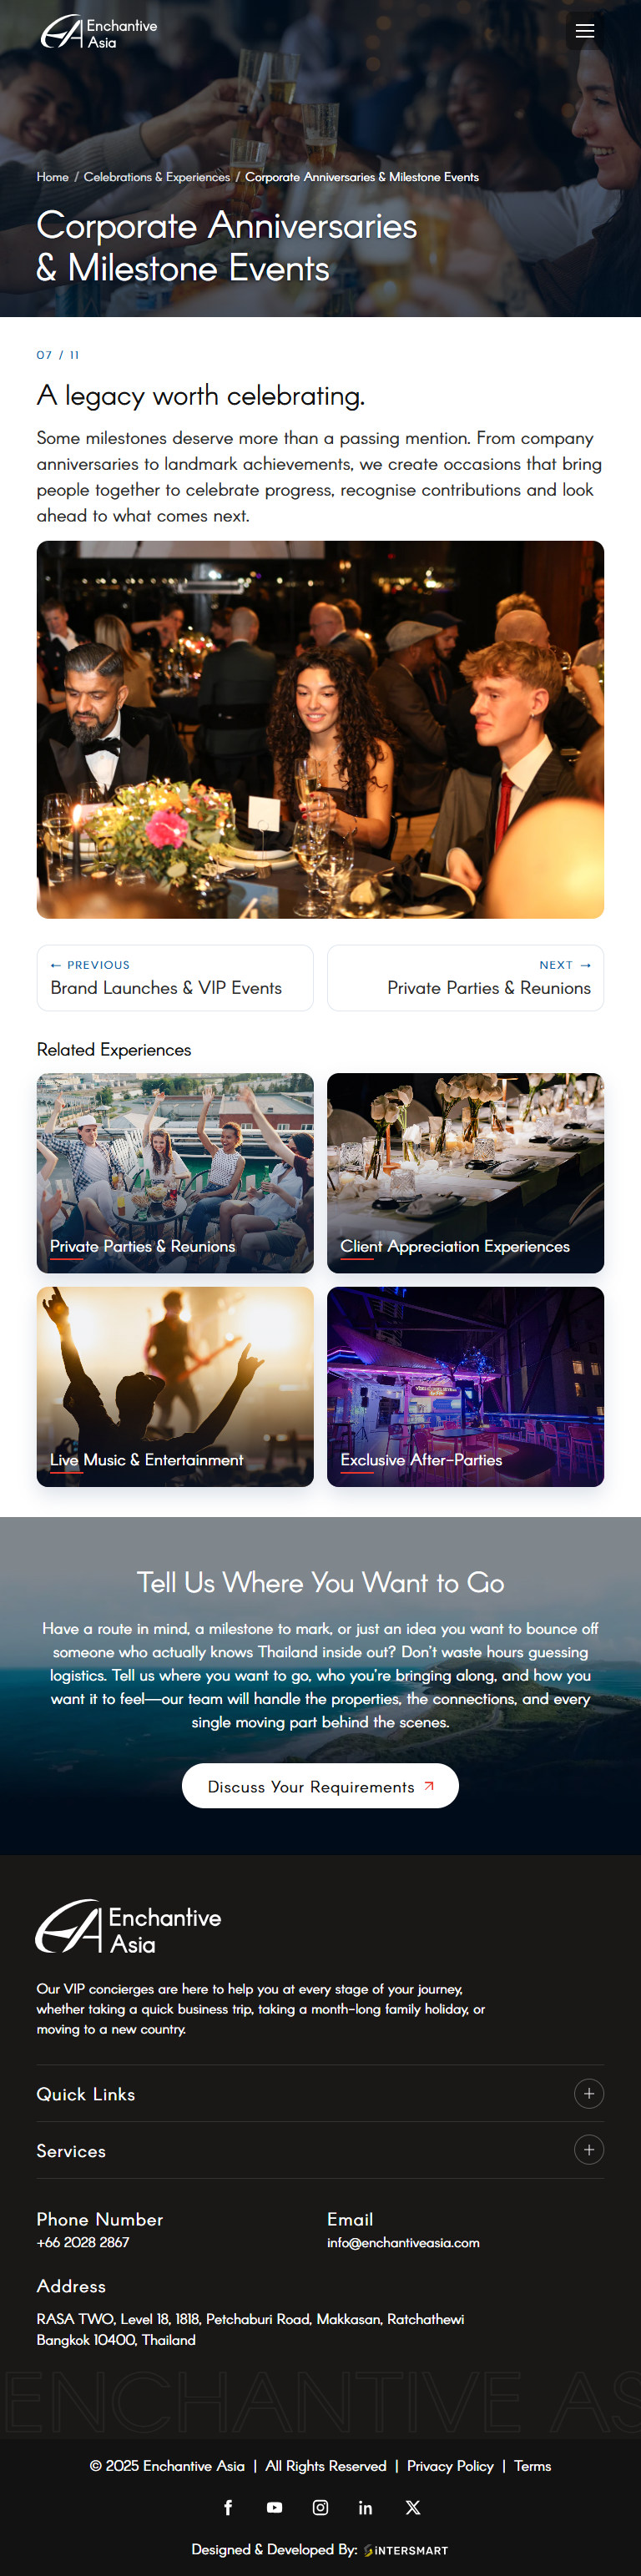 Enchantive
Asia
Home / Celebrations & Experiences / Corporate Anniversaries & Milestone Events
Corporate Anniversaries
& Milestone Events
07 / 11
A legacy worth celebrating.
Some milestones deserve more than a passing mention. From company
anniversaries to landmark achievements, we create occasions that bring
people together to celebrate progress, recognise contributions and look
ahead to what comes next.
← PREVIOUS
Brand Launches & VIP Events
NEXT →
Private Parties & Reunions
Related Experiences
Private Parties & Reunions
Client Appreciation Experiences
Live Music & Entertainment
Exclusive After-Parties
Tell Us Where You Want to Go
Have a route in mind, a milestone to mark, or just an idea you want to bounce off
someone who actually knows Thailand inside out? Don't waste hours guessing
logistics. Tell us where you want to go, who you're bringing along, and how you
want it to feel—our team will handle the properties, the connections, and every
single moving part behind the scenes.
Discuss Your Requirements
Enchantive
Asia
Our VIP concierges are here to help you at every stage of your journey,
whether taking a quick business trip, taking a month-long family holiday, or
moving to a new country.
Quick Links
Services
Phone Number
+66 2028 2867
Email
info@enchantiveasia.com
Address
RASA TWO, Level 18, 1818, Petchaburi Road, Makkasan, Ratchathewi
Bangkok 10400, Thailand
ENCHANTIVE AS
© 2025 Enchantive Asia | All Rights Reserved | Privacy Policy | Terms
Designed & Developed By: INTERSMART